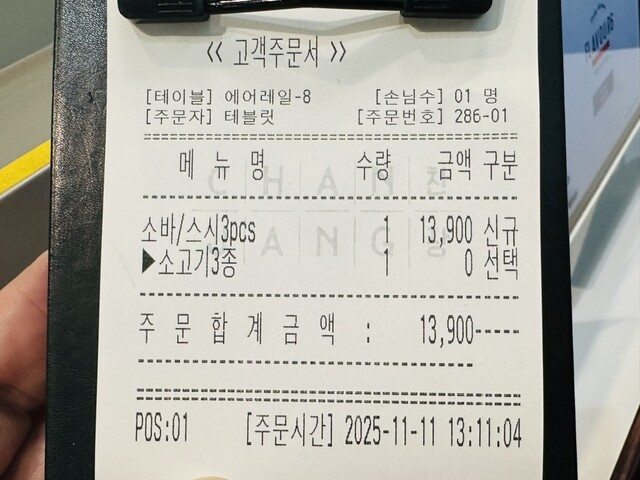 《 고객주문서 》
[테이블] 에어레일-8 [손님수] 01 명
[주문자] 테블릿 [주문번호] 286-01
메 뉴 명 수량 금액 구분
CHAN 찬
소바/스시3pcs 1 13,900 신규
ANG
▶소고기3종 1 0 선택
주 문 합 계 금 액 : 13,900-----
POS:01 [주문시간] 2025-11-11 13:11:04